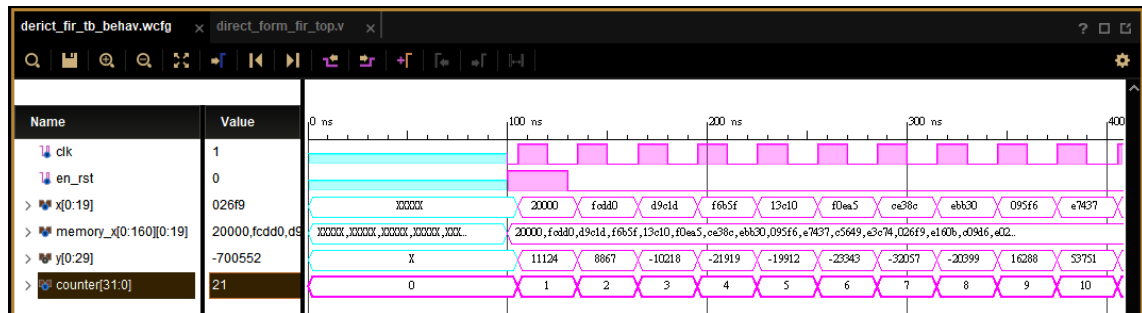 derict_fir_tb_behav.wcfg × direct_form_fir_top.v ×
Name Value 0 ns 100 ns 200 ns 300 ns 400
clk 1
en_rst 0
x[0:19] 026f9 XXXXX 20000 fcdd0 d9c1d f6b5f 13c10 f0ea5 ce38c ebb30 095f6 e7437
memory_x[0:160][0:19] 20000,fcdd0,d9 XXXXX,XXXXX,XXXXX,XXXXX,XXX... 20000,fcdd0,d9c1d,f6b5f,13c10,f0ea5,ce38c,ebb30,095f6,e7437,c5649,e3c74,026f9,e160b,c09d6,e02..
y[0:29] -700552 X 11124 8867 -10218 -21919 -19912 -23343 -32057 -20399 16288 53751
counter[31:0] 21 0 1 2 3 4 5 6 7 8 9 10